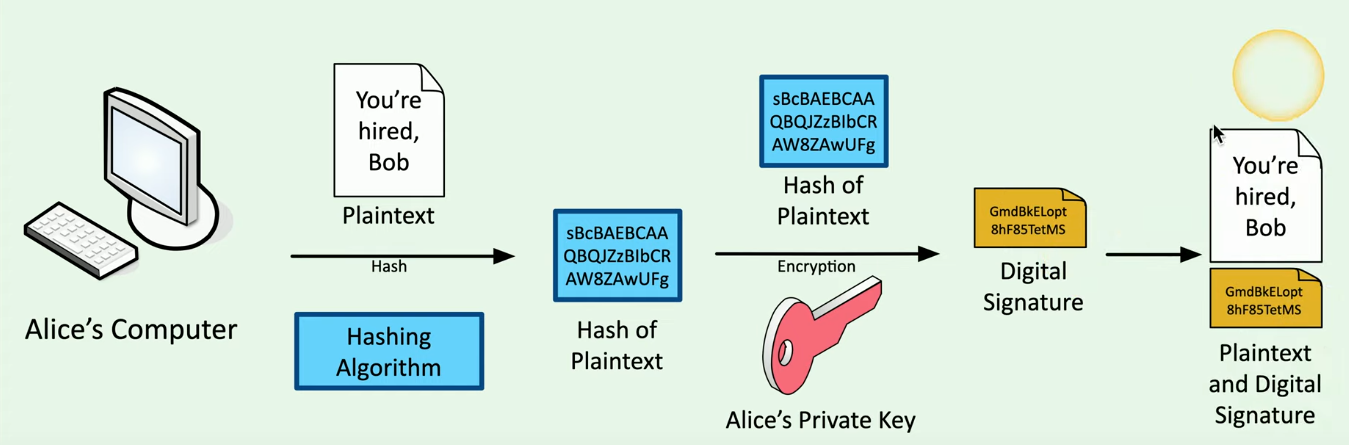 You're
hired,
Bob
Plaintext
Hash
Hashing
Algorithm
Alice's Computer
sBcBAEBCAA
QBQJZzBIbCR
AW8ZAwUFg
Hash of
Plaintext
sBcBAEBCAA
QBQJZzBIbCR
AW8ZAwUFg
Hash of
Plaintext
Encryption
Alice's Private Key
GmdBkELopt
8hF85TetMS
Digital
Signature
You're
hired,
Bob
GmdBkELopt
8hF85TetMS
Plaintext
and Digital
Signature